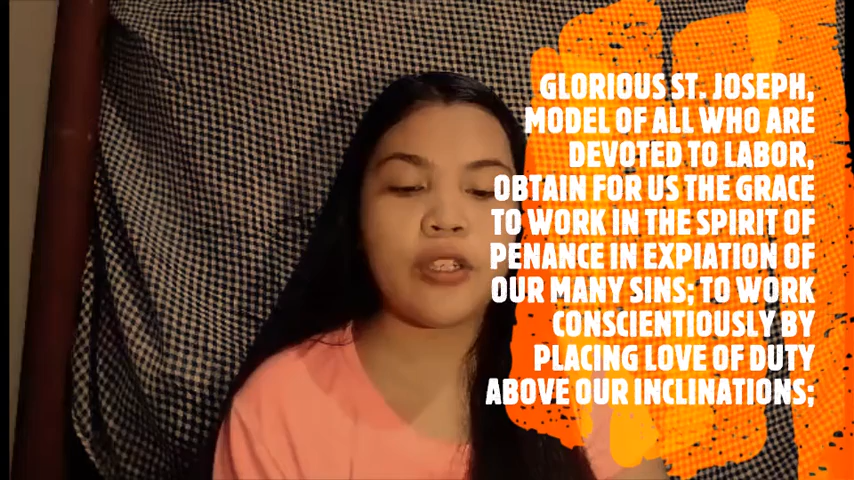 GLORIOUS ST. JOSEPH,
MODEL OF ALL WHO ARE
DEVOTED TO LABOR,
OBTAIN FOR US THE GRACE
TO WORK IN THE SPIRIT OF
PENANCE IN EXPIATION OF
OUR MANY SINS; TO WORK
CONSCIENTIOUSLY BY
PLACING LOVE OF DUTY
ABOVE OUR INCLINATIONS;